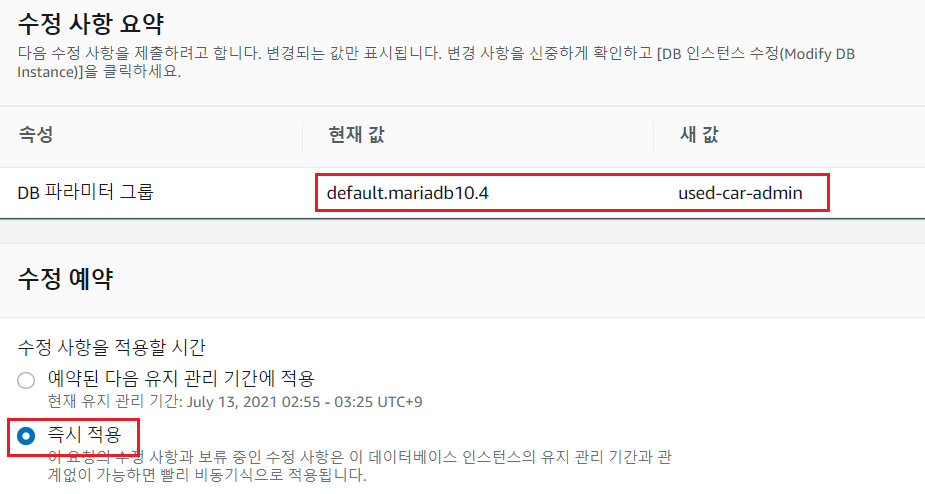 수정 사항 요약
다음 수정 사항을 제출하려고 합니다. 변경되는 값만 표시됩니다. 변경 사항을 신중하게 확인하고 [DB 인스턴스 수정(Modify DB
Instance)]을 클릭하세요.
속성 현재 값 새 값
DB 파라미터 그룹 default.mariadb10.4 used-car-admin
수정 예약
수정 사항을 적용할 시간
예약된 다음 유지 관리 기간에 적용
현재 유지 관리 기간: July 13, 2021 02:55 - 03:25 UTC+9
즉시 적용
이 요청의 수정 사항과 보류 중인 수정 사항은 이 데이터베이스 인스턴스의 유지 관리 기간과 관
계없이 가능하면 빨리 비동기식으로 적용됩니다.